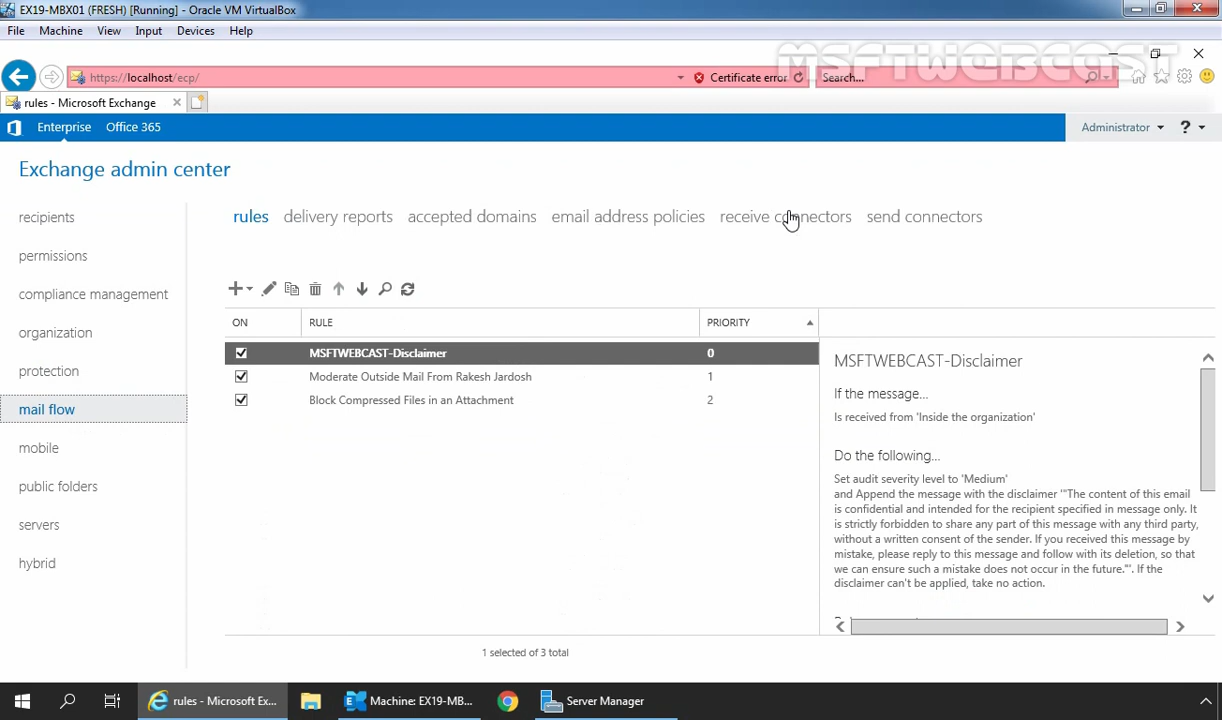 EX19-MBX01 (FRESH) [Running] - Oracle VM VirtualBox
File Machine View Input Devices Help
MSFTWEBCAST
https://localhost/ecp/ Certificate error Search...
rules - Microsoft Exchange
Enterprise Office 365 Administrator ?
Exchange admin center
recipients
permissions
compliance management
organization
protection
mail flow
mobile
public folders
servers
hybrid
rules delivery reports accepted domains email address policies receive connectors send connectors
ON RULE PRIORITY
MSFTWEBCAST-Disclaimer 0
Moderate Outside Mail From Rakesh Jardosh 1
Block Compressed Files in an Attachment 2
1 selected of 3 total
MSFTWEBCAST-Disclaimer
If the message...
Is received from 'Inside the organization'
Do the following...
Set audit severity level to 'Medium'
and Append the message with the disclaimer '"The content of this email
is confidential and intended for the recipient specified in message only. It
is strictly forbidden to share any part of this message with any third party,
without a written consent of the sender. If you received this message by
mistake, please reply to this message and follow with its deletion, so that
we can ensure such a mistake does not occur in the future."'. If the
disclaimer can't be applied, take no action.
rules - Microsoft Ex... Machine: EX19-MB... Server Manager